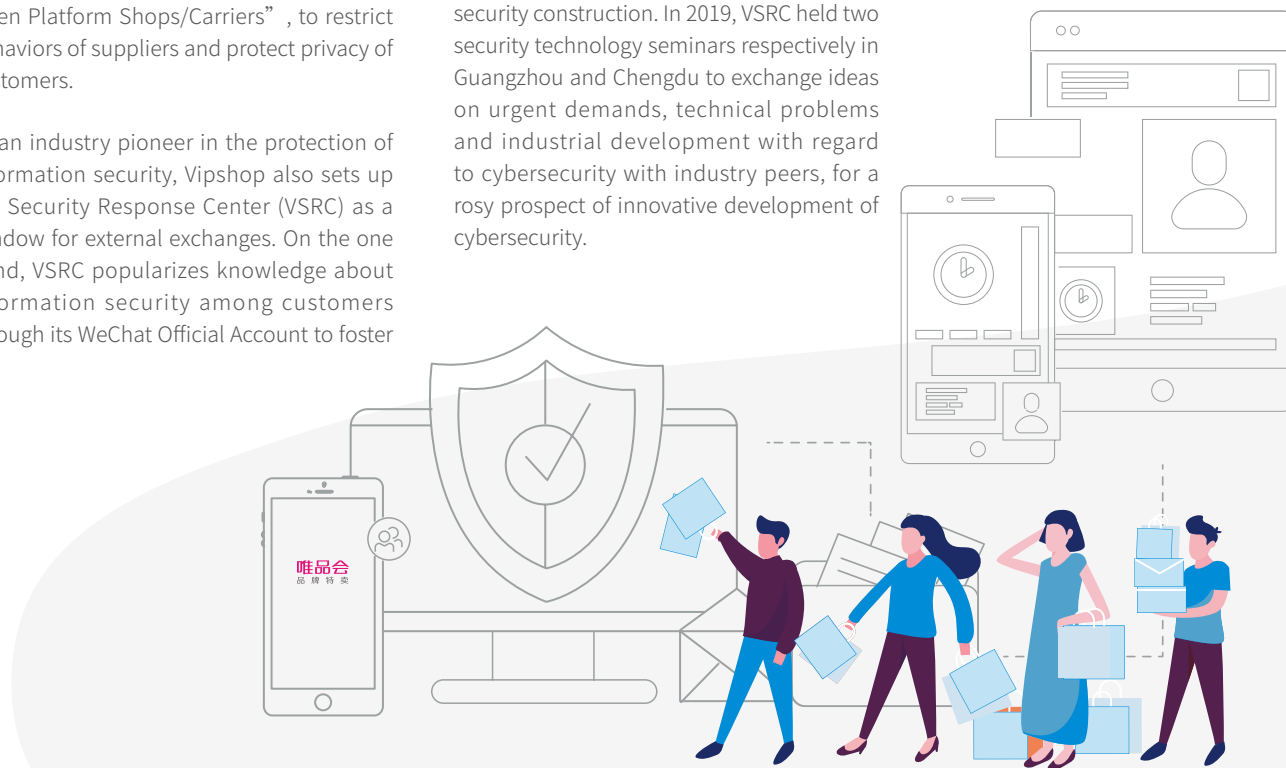 en Platform Shops/Carriers”, to restrict
haviors of suppliers and protect privacy of
tomers.
an industry pioneer in the protection of
ormation security, Vipshop also sets up
Security Response Center (VSRC) as a
ndow for external exchanges. On the one
nd, VSRC popularizes knowledge about
ormation security among customers
ough its WeChat Official Account to foster
security construction. In 2019, VSRC held two
security technology seminars respectively in
Guangzhou and Chengdu to exchange ideas
on urgent demands, technical problems
and industrial development with regard
to cybersecurity with industry peers, for a
rosy prospect of innovative development of
cybersecurity.
唯品会
品牌特卖